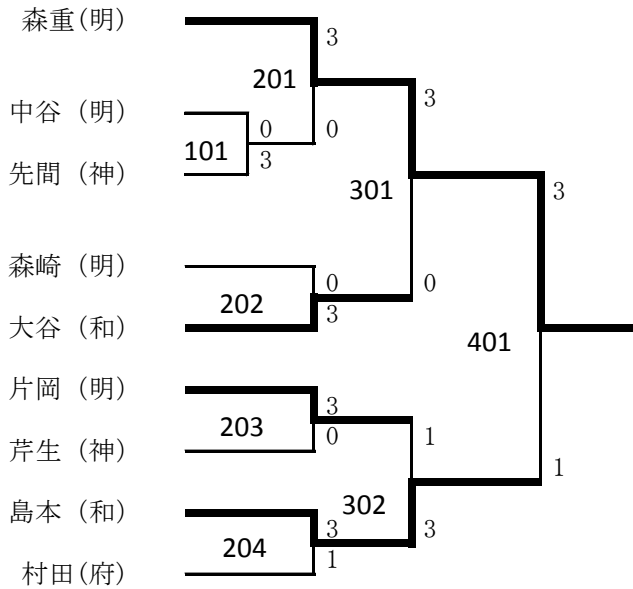 森重(明)
3
201
3
中谷 (明)
0
0
101
先間 (神)
3
301
3
森崎 (明)
0
0
202
3
大谷 (和)
401
片岡 (明)
3
203
0
1
芹生 (神)
1
島本 (和)
302
3
3
204
1
村田(府)